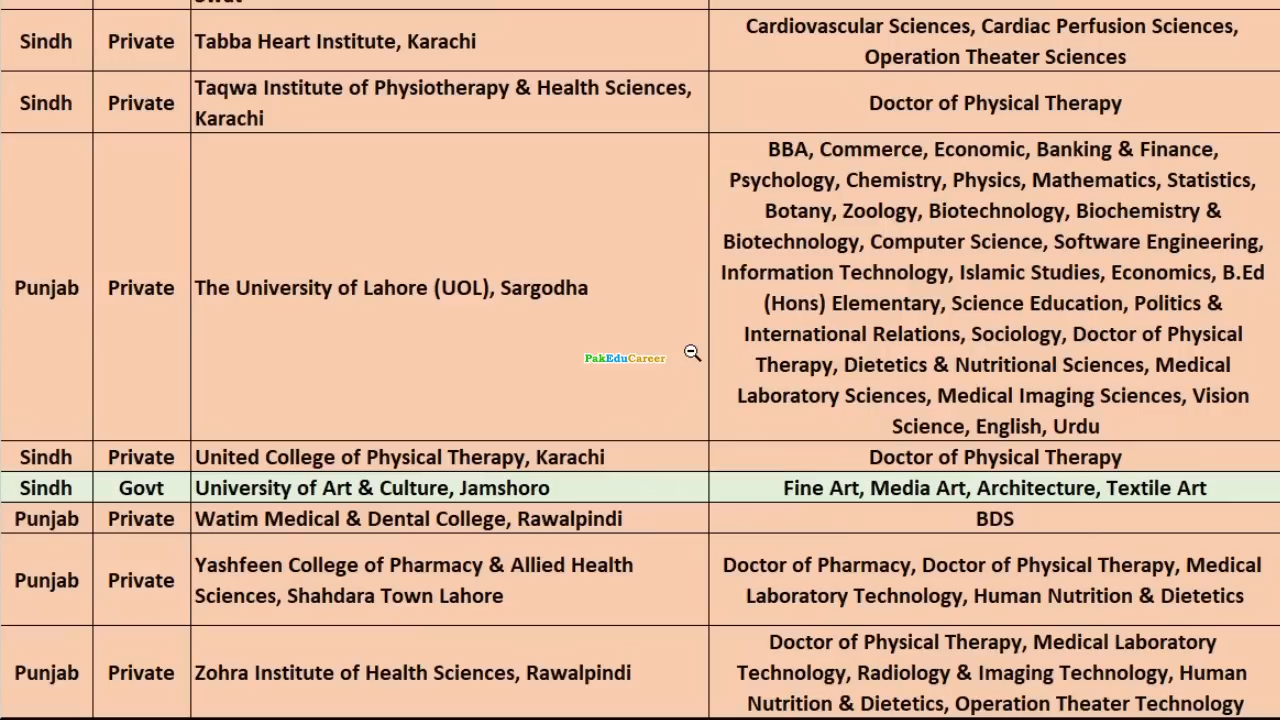 Sindh Private Tabba Heart Institute, Karachi Cardiovascular Sciences, Cardiac Perfusion Sciences,
Operation Theater Sciences
Sindh Private Taqwa Institute of Physiotherapy & Health Sciences,
Karachi Doctor of Physical Therapy
Punjab Private The University of Lahore (UOL), Sargodha BBA, Commerce, Economic, Banking & Finance,
Psychology, Chemistry, Physics, Mathematics, Statistics,
Botany, Zoology, Biotechnology, Biochemistry &
Biotechnology, Computer Science, Software Engineering,
Information Technology, Islamic Studies, Economics, B.Ed
(Hons) Elementary, Science Education, Politics &
International Relations, Sociology, Doctor of Physical
Therapy, Dietetics & Nutritional Sciences, Medical
Laboratory Sciences, Medical Imaging Sciences, Vision
Science, English, Urdu
PakEduCareer
Sindh Private United College of Physical Therapy, Karachi Doctor of Physical Therapy
Sindh Govt University of Art & Culture, Jamshoro Fine Art, Media Art, Architecture, Textile Art
Punjab Private Watim Medical & Dental College, Rawalpindi BDS
Punjab Private Yashfeen College of Pharmacy & Allied Health
Sciences, Shahdara Town Lahore Doctor of Pharmacy, Doctor of Physical Therapy, Medical
Laboratory Technology, Human Nutrition & Dietetics
Punjab Private Zohra Institute of Health Sciences, Rawalpindi Doctor of Physical Therapy, Medical Laboratory
Technology, Radiology & Imaging Technology, Human
Nutrition & Dietetics, Operation Theater Technology